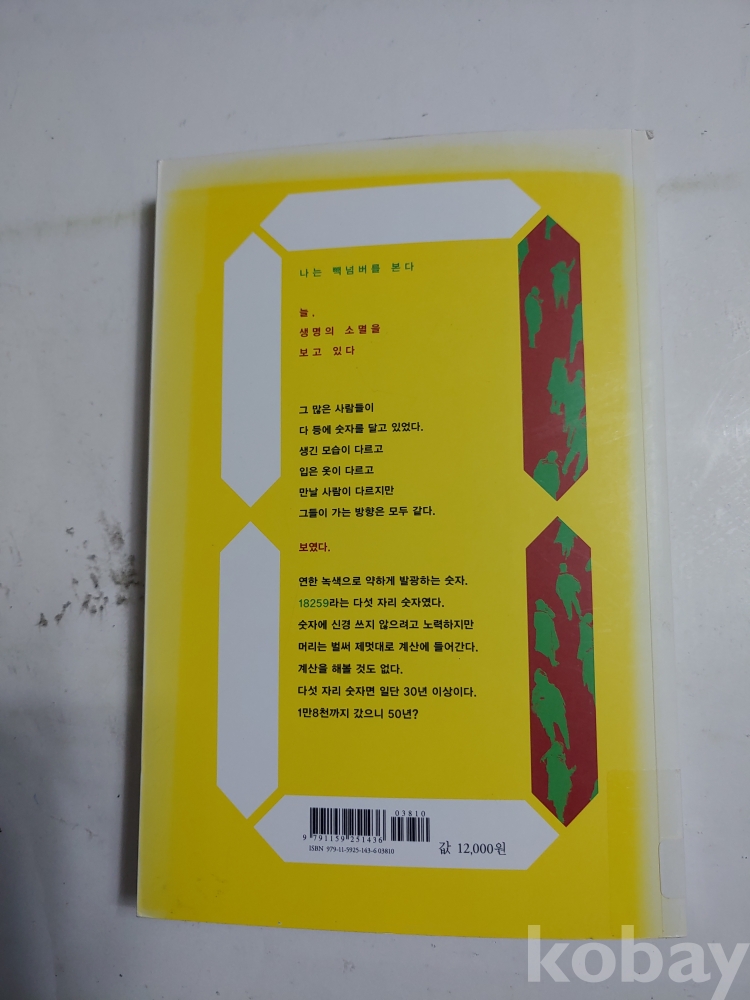 나는 빽넘버를 본다
늘,
생명의 소멸을
보고 있다
그 많은 사람들이
다 등에 숫자를 달고 있었다.
생긴 모습이 다르고
입은 옷이 다르고
만날 사람이 다르지만
그들이 가는 방향은 모두 같다.
보였다.
연한 녹색으로 약하게 발광하는 숫자.
18259라는 다섯 자리 숫자였다.
숫자에 신경 쓰지 않으려고 노력하지만
머리는 벌써 제멋대로 계산에 들어간다.
계산을 해볼 것도 없다.
다섯 자리 숫자면 일단 30년 이상이다.
1만8천까지 갔으니 50년?
03810
9 791159 251436
ISBN 979-11-5925-143-6 03810
값 12,000원
kobay